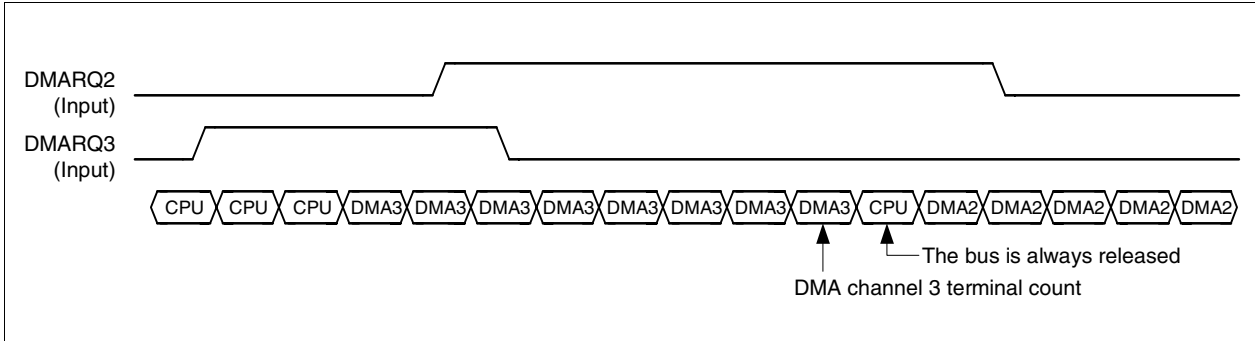 DMARQ2
(Input)
DMARQ3
(Input)
CPU CPU CPU DMA3 DMA3 DMA3 DMA3 DMA3 DMA3 DMA3 DMA3 CPU DMA2 DMA2 DMA2 DMA2 DMA2
The bus is always released
DMA channel 3 terminal count